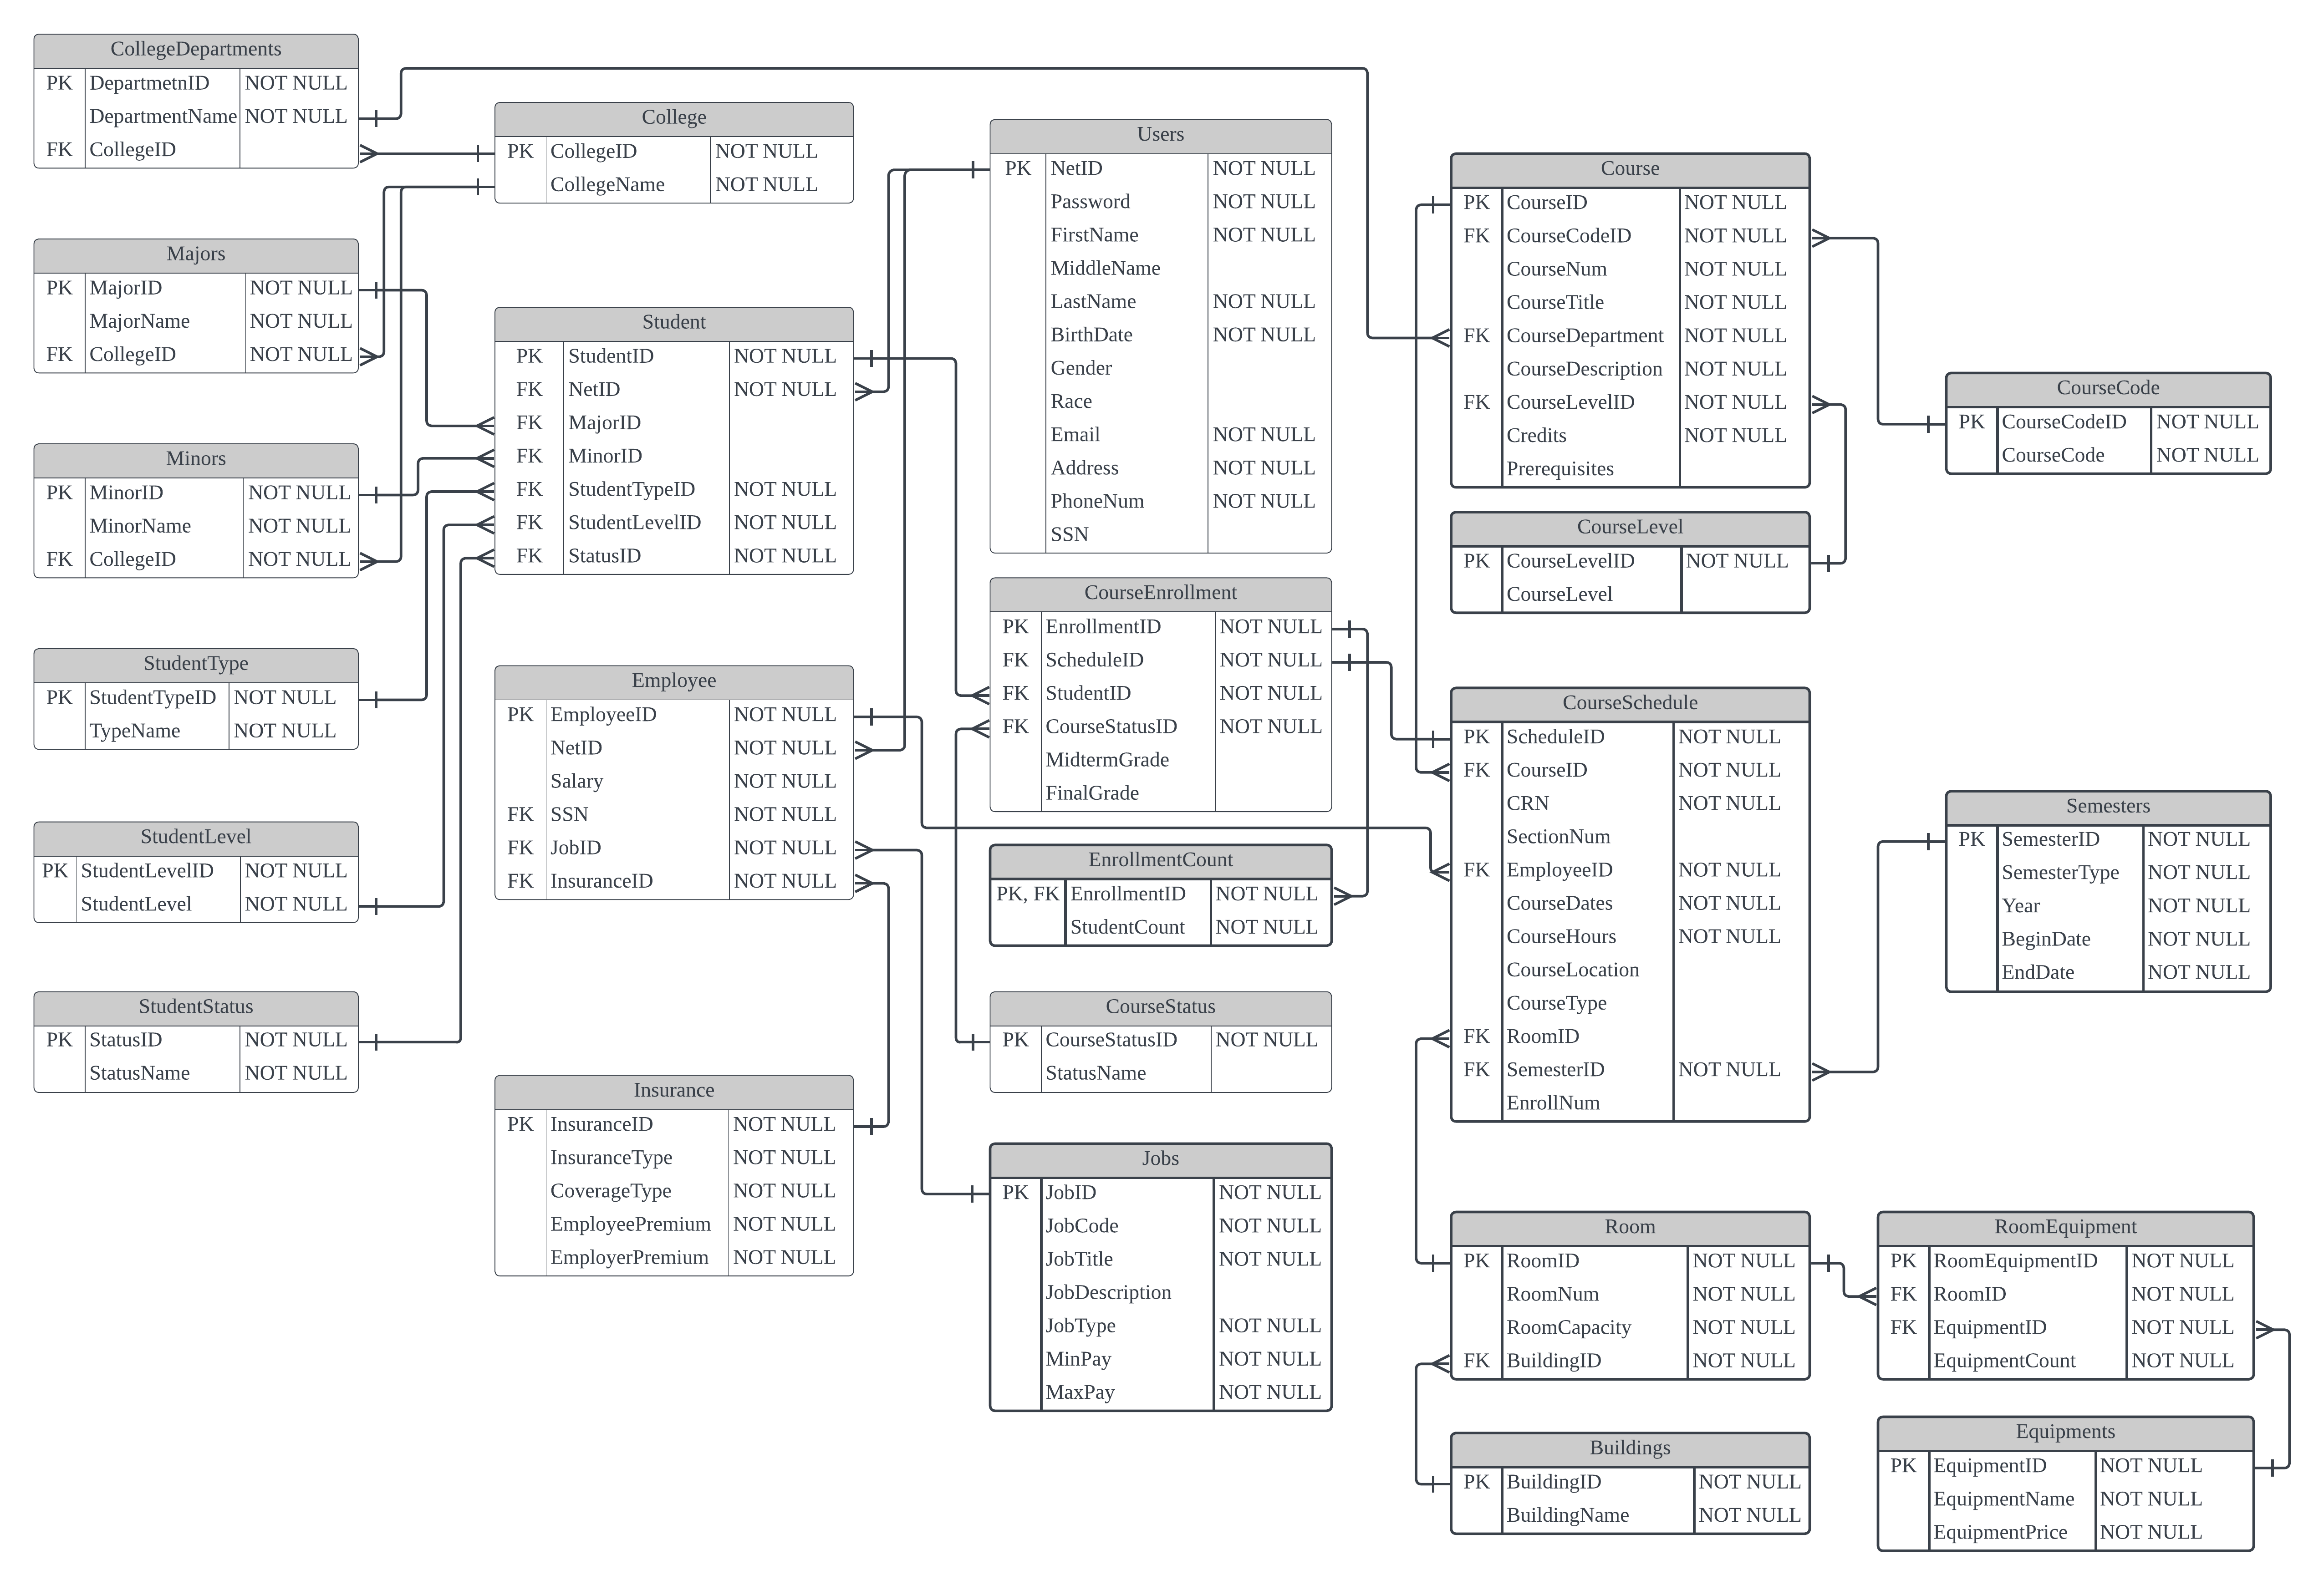 CollegeDepartments
PK DepartmetnID NOT NULL
DepartmentName NOT NULL
FK CollegeID
Majors
PK MajorID NOT NULL
MajorName NOT NULL
FK CollegeID NOT NULL
Minors
PK MinorID NOT NULL
MinorName NOT NULL
FK CollegeID NOT NULL
StudentType
PK StudentTypeID NOT NULL
TypeName NOT NULL
StudentLevel
PK StudentLevelID NOT NULL
StudentLevel NOT NULL
StudentStatus
PK StatusID NOT NULL
StatusName NOT NULL
College
PK CollegeID NOT NULL
CollegeName NOT NULL
Student
PK StudentID NOT NULL
FK NetID NOT NULL
FK MajorID
FK MinorID
FK StudentTypeID NOT NULL
FK StudentLevelID NOT NULL
FK StatusID NOT NULL
Employee
PK EmployeeID NOT NULL
NetID NOT NULL
Salary NOT NULL
FK SSN NOT NULL
FK JobID NOT NULL
FK InsuranceID NOT NULL
Insurance
PK InsuranceID NOT NULL
InsuranceType NOT NULL
CoverageType NOT NULL
EmployeePremium NOT NULL
EmployerPremium NOT NULL
Users
PK NetID NOT NULL
Password NOT NULL
FirstName NOT NULL
MiddleName
LastName NOT NULL
BirthDate NOT NULL
Gender
Race
Email NOT NULL
Address NOT NULL
PhoneNum NOT NULL
SSN
CourseEnrollment
PK EnrollmentID NOT NULL
FK ScheduleID NOT NULL
FK StudentID NOT NULL
FK CourseStatusID NOT NULL
MidtermGrade
FinalGrade
EnrollmentCount
PK, FK EnrollmentID NOT NULL
StudentCount NOT NULL
CourseStatus
PK CourseStatusID NOT NULL
StatusName
Jobs
PK JobID NOT NULL
JobCode NOT NULL
JobTitle NOT NULL
JobDescription
JobType NOT NULL
MinPay NOT NULL
MaxPay NOT NULL
Course
PK CourseID NOT NULL
FK CourseCodeID NOT NULL
CourseNum NOT NULL
CourseTitle NOT NULL
FK CourseDepartment NOT NULL
CourseDescription NOT NULL
FK CourseLevelID NOT NULL
Credits NOT NULL
Prerequisites
CourseLevel
PK CourseLevelID NOT NULL
CourseLevel
CourseSchedule
PK ScheduleID NOT NULL
FK CourseID NOT NULL
CRN NOT NULL
SectionNum
FK EmployeeID NOT NULL
CourseDates NOT NULL
CourseHours NOT NULL
CourseLocation
CourseType
FK RoomID
FK SemesterID NOT NULL
EnrollNum
Room
PK RoomID NOT NULL
RoomNum NOT NULL
RoomCapacity NOT NULL
FK BuildingID NOT NULL
Buildings
PK BuildingID NOT NULL
BuildingName NOT NULL
CourseCode
PK CourseCodeID NOT NULL
CourseCode NOT NULL
Semesters
PK SemesterID NOT NULL
SemesterType NOT NULL
Year NOT NULL
BeginDate NOT NULL
EndDate NOT NULL
RoomEquipment
PK RoomEquipmentID NOT NULL
FK RoomID NOT NULL
FK EquipmentID NOT NULL
EquipmentCount NOT NULL
Equipments
PK EquipmentID NOT NULL
EquipmentName NOT NULL
EquipmentPrice NOT NULL